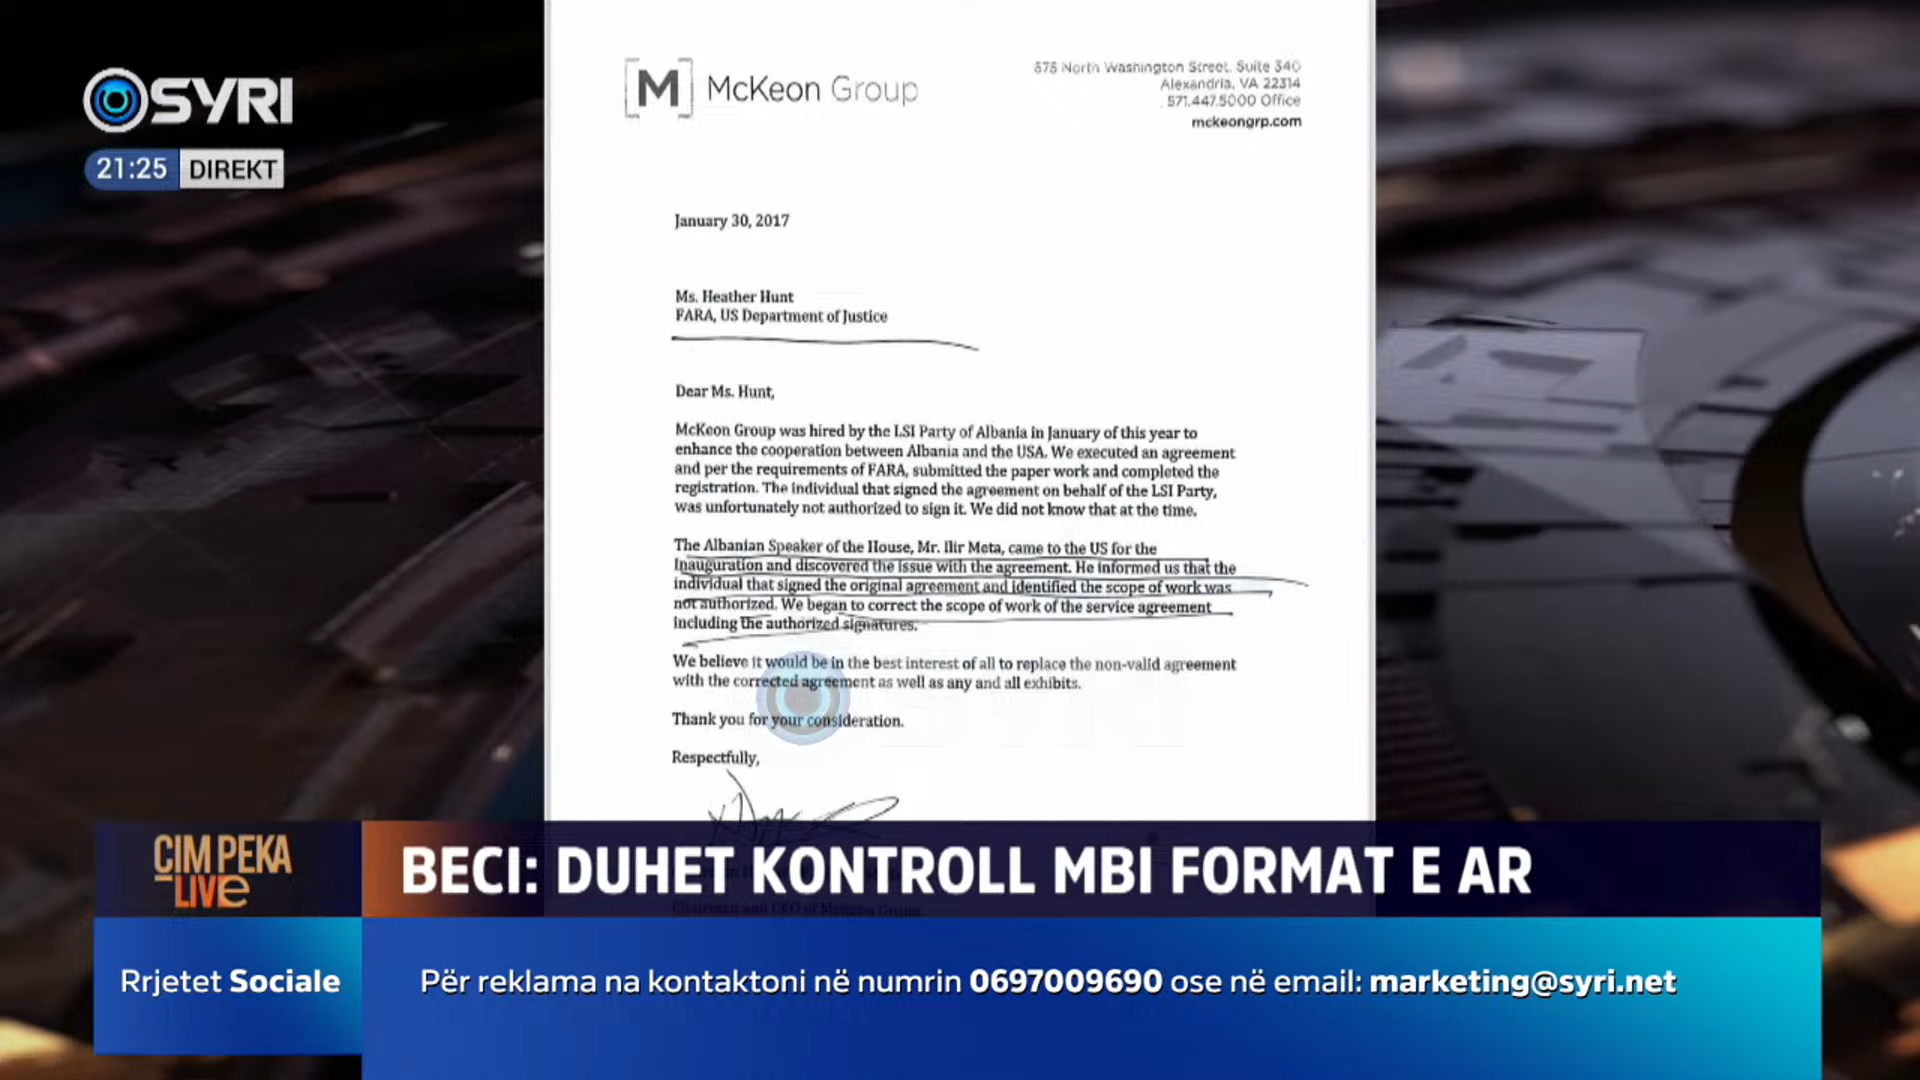 SYRI
21:25 DIREKT
[M] McKeon Group
675 North Washington Street, Suite 340
Alexandria, VA 22314
571.447.5000 Office
mckeongrp.com
January 30, 2017
Ms. Heather Hunt
FARA, US Department of Justice
Dear Ms. Hunt,
McKeon Group was hired by the LSI Party of Albania in January of this year to
enhance the cooperation between Albania and the USA. We executed an agreement
and per the requirements of FARA, submitted the paper work and completed the
registration. The individual that signed the agreement on behalf of the LSI Party,
was unfortunately not authorized to sign it. We did not know that at the time.
The Albanian Speaker of the House, Mr. Ilir Meta, came to the US for the
Inauguration and discovered the issue with the agreement. He informed us that the
individual that signed the original agreement and identified the scope of work was
not authorized. We began to correct the scope of work of the service agreement
including the authorized signatures.
We believe it would be in the best interest of all to replace the non-valid agreement
with the corrected agreement as well as any and all exhibits.
Thank you for your consideration.
Respectfully,
Chairman and CEO of McKeon Group
ÇIM PEKA
LIVE
BECI: DUHET KONTROLL MBI FORMAT E AR
Rrjetet Sociale
Për reklama na kontaktoni në numrin 0697009690 ose në email: marketing@syri.net